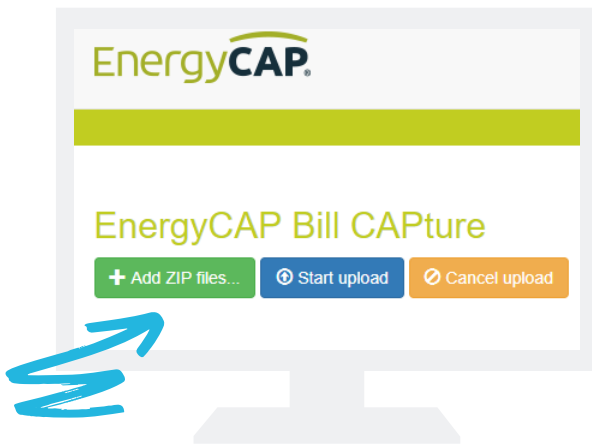 EnergyCAP®
EnergyCAP Bill CAPture
Add ZIP files... Start upload Cancel upload